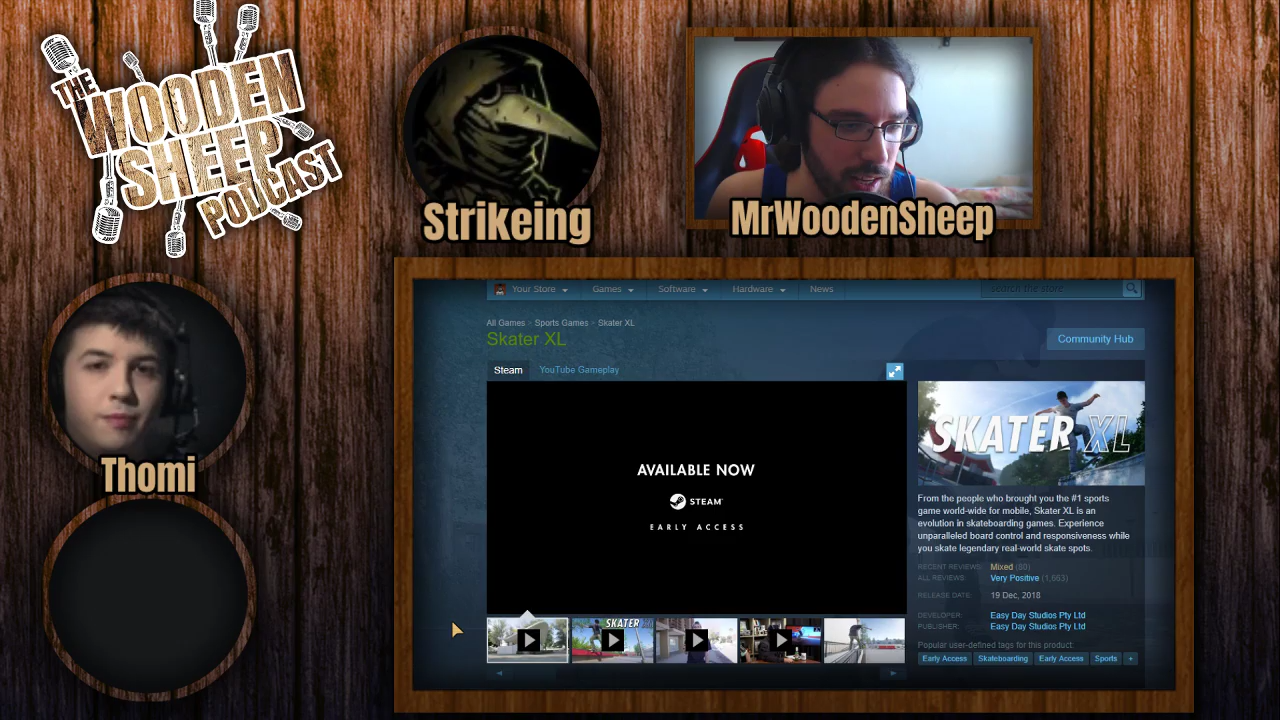 THE
WOODEN
SHEEP
PODCAST
Strikeing
MrWoodenSheep
Thomi
Your Store
Games
Software
Hardware
News
search the store
All Games > Sports Games > Skater XL
Skater XL
Community Hub
Steam
YouTube Gameplay
AVAILABLE NOW
STEAM
EARLY ACCESS
SKATER
SKATER XL
From the people who brought you the #1 sports
game world-wide for mobile, Skater XL is an
evolution in skateboarding games. Experience
unparalleled board control and responsiveness while
you skate legendary real-world skate spots.
RECENT REVIEWS: Mixed (80)
ALL REVIEWS: Very Positive (1,663)
RELEASE DATE: 19 Dec, 2018
DEVELOPER: Easy Day Studios Pty Ltd
PUBLISHER: Easy Day Studios Pty Ltd
Popular user-defined tags for this product:
Early Access
Skateboarding
Early Access
Sports
+